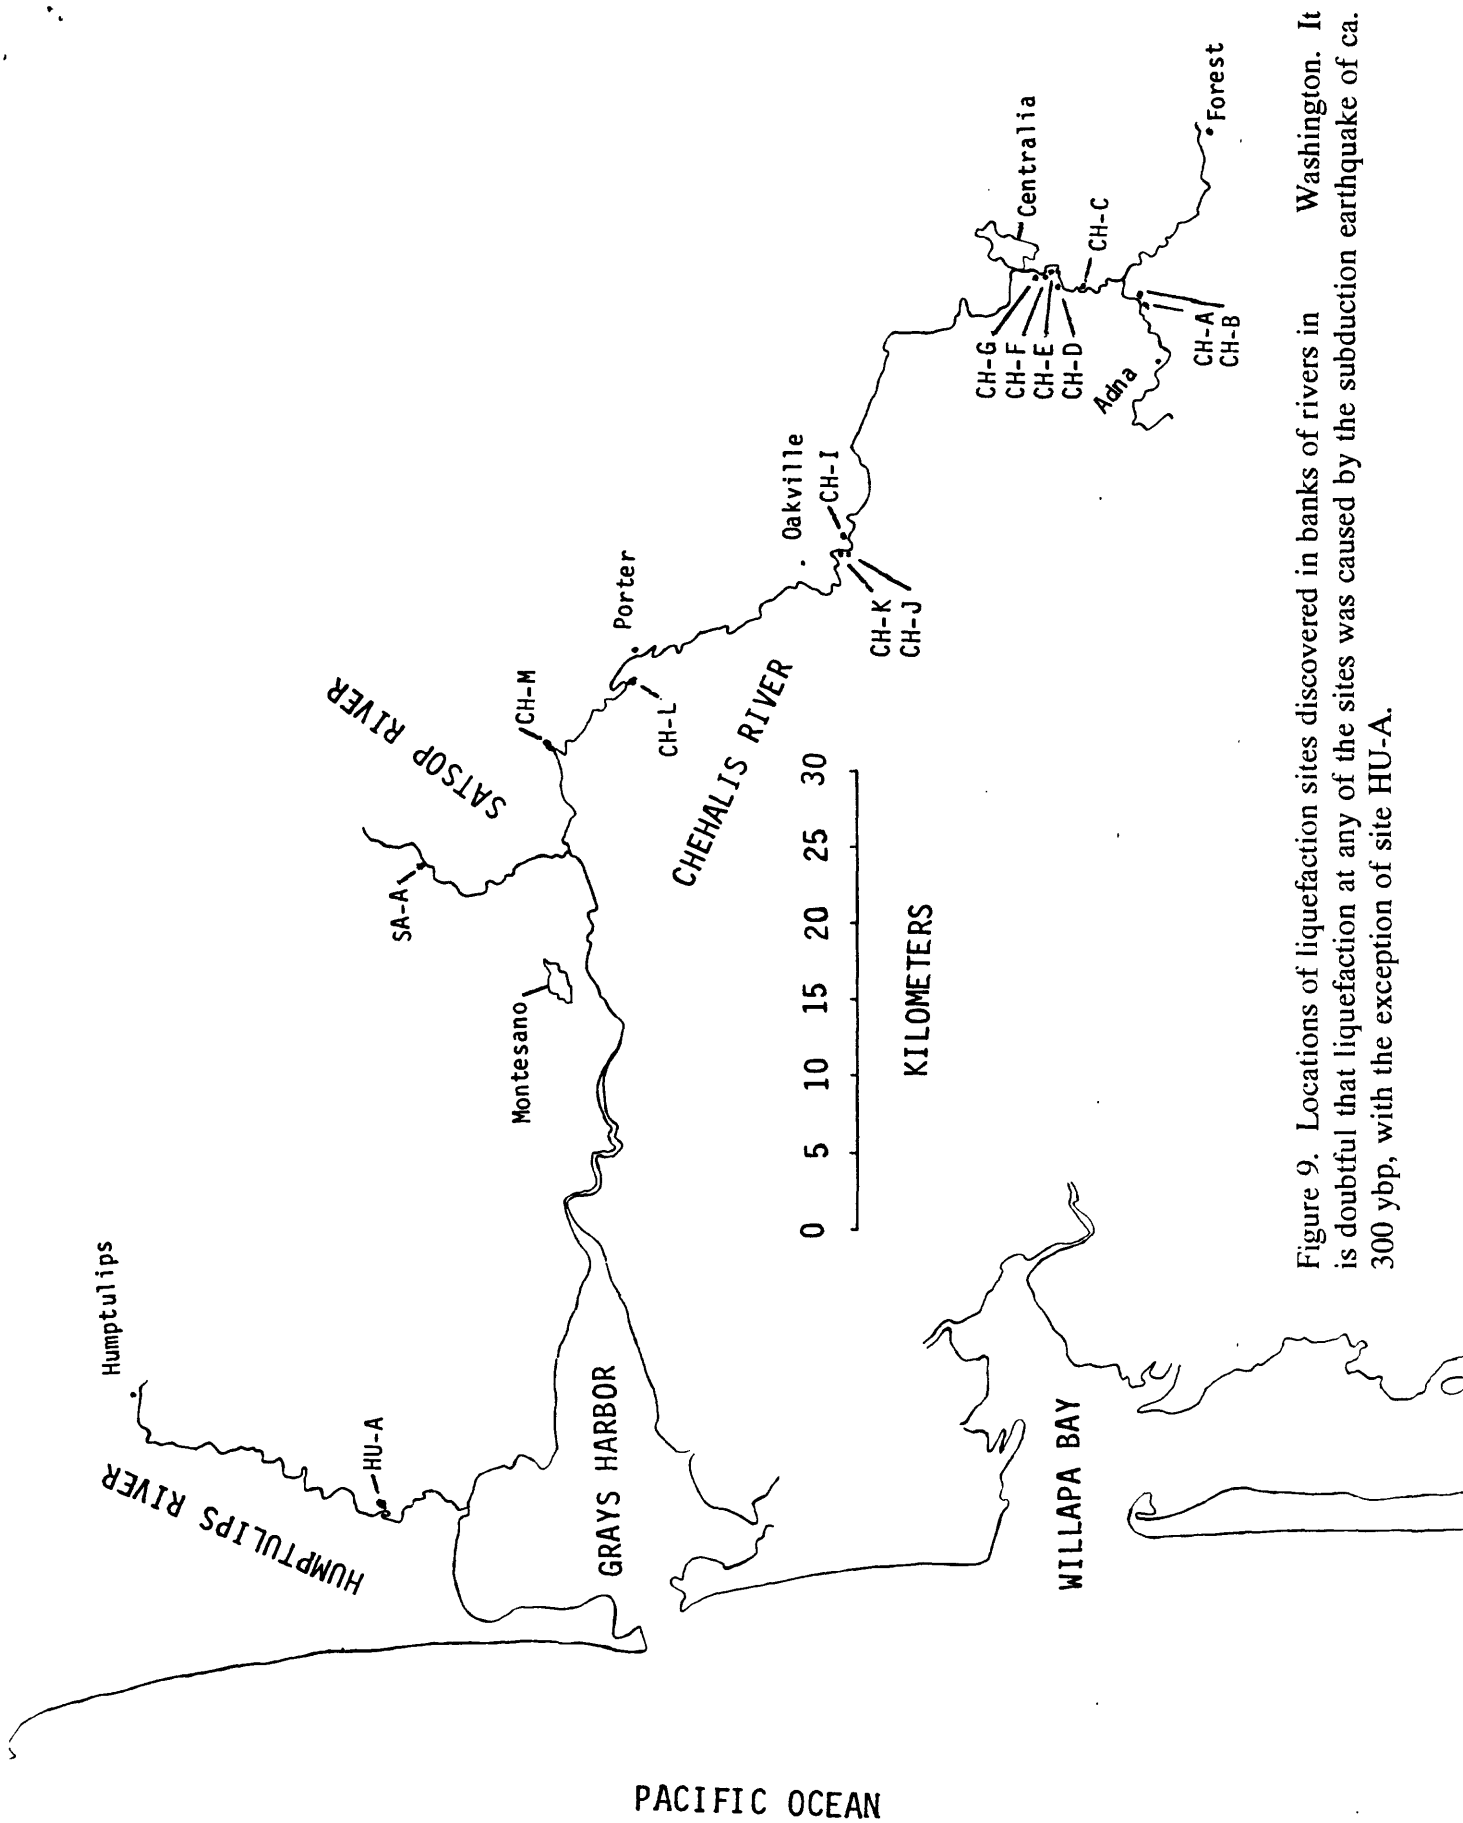 Humptulips
HUMPTULIPS RIVER
HU-A
SATSOP RIVER
SA-A
Montesano
CH-M
Porter
CH-L
GRAYS HARBOR
CHEHALIS RIVER
Oakville
CH-I
CH-K
CH-J
PACIFIC OCEAN
0 5 10 15 20 25 30
KILOMETERS
Centralia
CH-G
CH-F
CH-E
CH-D
CH-C
Adna
CH-A
CH-B
Forest
WILLAPA BAY
Figure 9. Locations of liquefaction sites discovered in banks of rivers in Washington. It
is doubtful that liquefaction at any of the sites was caused by the subduction earthquake of ca.
300 ybp, with the exception of site HU-A.